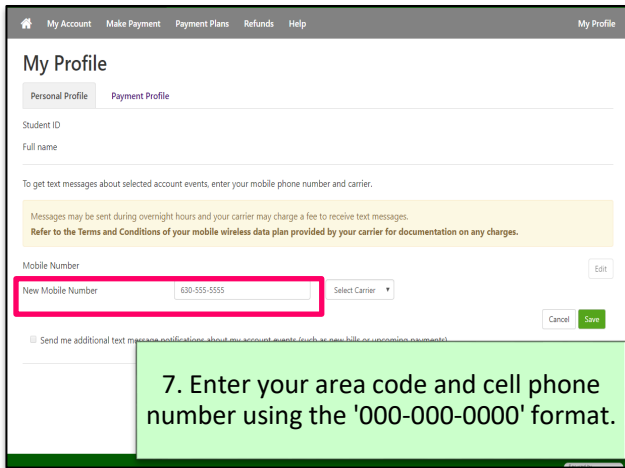 My Account Make Payment Payment Plans Refunds Help My Profile
My Profile
Personal Profile Payment Profile
Student ID
Full name
To get text messages about selected account events, enter your mobile phone number and carrier.
Messages may be sent during overnight hours and your carrier may charge a fee to receive text messages.
Refer to the Terms and Conditions of your mobile wireless data plan provided by your carrier for documentation on any charges.
Mobile Number Edit
New Mobile Number 630-555-5555 Select Carrier
Cancel Save
Send me additional text message notifications about my account events (such as new bills or upcoming payments)
7. Enter your area code and cell phone
number using the '000-000-0000' format.